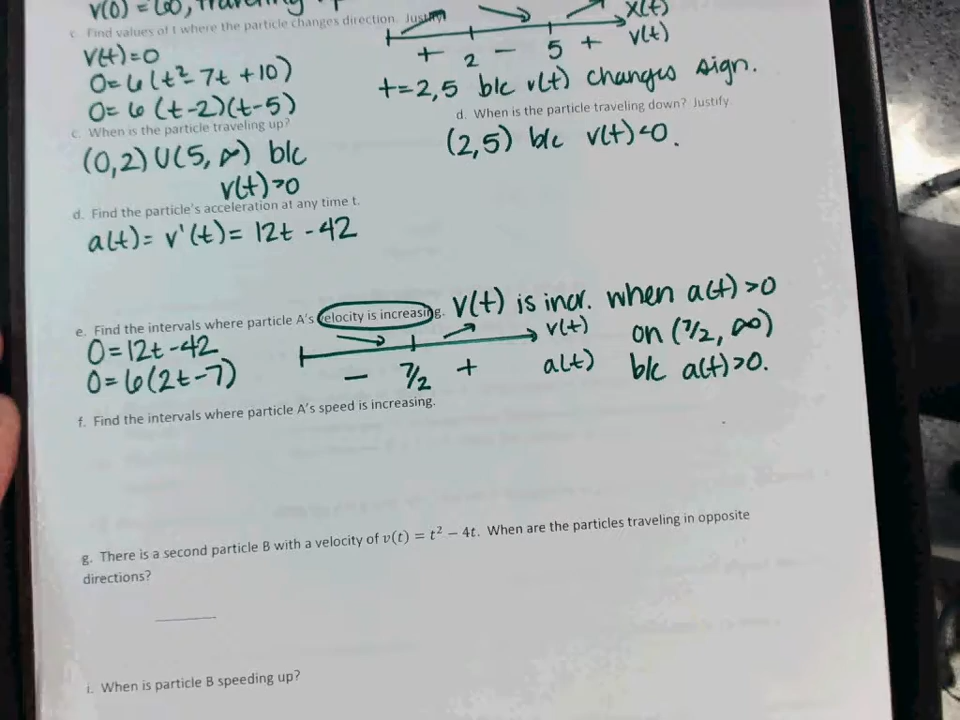 v(0) = 60,
c. Find values of t where the particle changes direction. Justify
x(t)
+ 2 - 5 + v(t)
v(t)=0
0=6(t²-7t+10)
0=6(t-2)(t-5)
t=2,5 b/c v(t) changes sign.
c. When is the particle traveling up?
(0,2)U(5,∞) b/c
v(t)>0
d. When is the particle traveling down? Justify
(2,5) b/c v(t)<0.
d. Find the particle's acceleration at any time t.
a(t)= v'(t)= 12t-42
e. Find the intervals where particle A's velocity is increasing. v(t) is incr. when a(t)>0
0=12t-42
0=6(2t-7)
v(t)
- 7/2 + a(t)
on (7/2, ∞)
b/c a(t)>0.
f. Find the intervals where particle A's speed is increasing.
g. There is a second particle B with a velocity of v(t) = t² − 4t. When are the particles traveling in opposite
directions?
i. When is particle B speeding up?